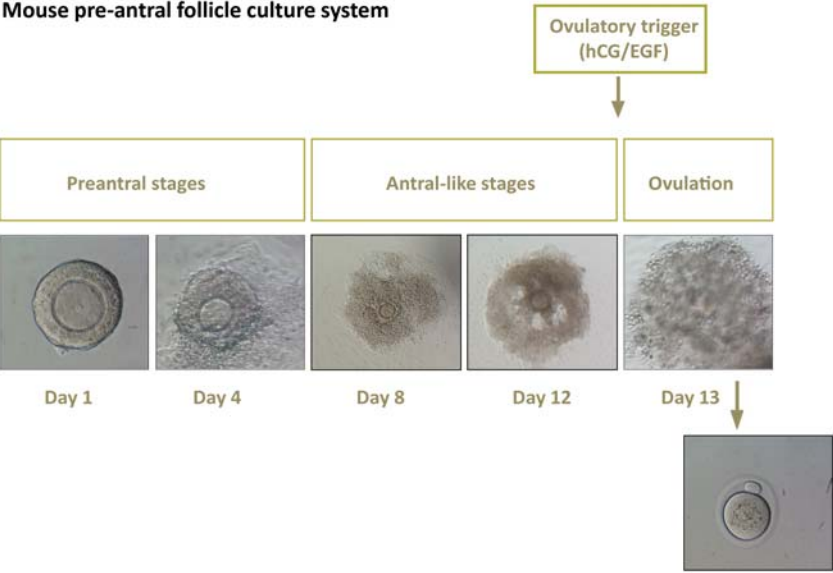 Mouse pre-antral follicle culture system
Ovulatory trigger
(hCG/EGF)
Preantral stages
Antral-like stages
Ovulation
Day 1
Day 4
Day 8
Day 12
Day 13